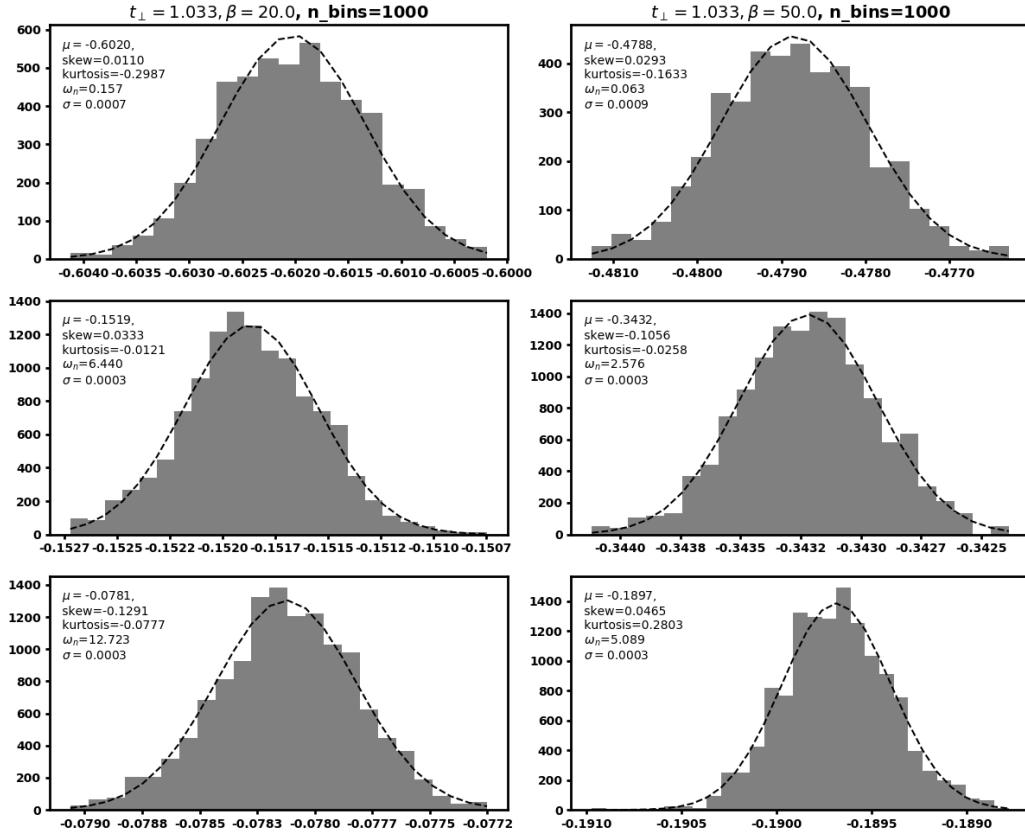 t⊥ = 1.033, β = 20.0, n_bins=1000
600
500
400
300
200
100
0
μ = -0.6020,
skew=0.0110
kurtosis=-0.2987
ωn=0.157
σ = 0.0007
-0.6040 -0.6035 -0.6030 -0.6025 -0.6020 -0.6015 -0.6010 -0.6005 -0.6000
t⊥ = 1.033, β = 50.0, n_bins=1000
400
300
200
100
0
μ = -0.4788,
skew=0.0293
kurtosis=-0.1633
ωn=0.063
σ = 0.0009
-0.4810 -0.4800 -0.4790 -0.4780 -0.4770
1400
1200
1000
800
600
400
200
0
μ = -0.1519,
skew=0.0333
kurtosis=-0.0121
ωn=6.440
σ = 0.0003
-0.1527 -0.1525 -0.1522 -0.1520 -0.1517 -0.1515 -0.1512 -0.1510 -0.1507
1400
1200
1000
800
600
400
200
0
μ = -0.3432,
skew=-0.1056
kurtosis=-0.0258
ωn=2.576
σ = 0.0003
-0.3440 -0.3438 -0.3435 -0.3432 -0.3430 -0.3427 -0.3425
1400
1200
1000
800
600
400
200
0
μ = -0.0781,
skew=-0.1291
kurtosis=-0.0777
ωn=12.723
σ = 0.0003
-0.0790 -0.0788 -0.0785 -0.0783 -0.0780 -0.0777 -0.0775 -0.0772
1400
1200
1000
800
600
400
200
0
μ = -0.1897,
skew=0.0465
kurtosis=0.2803
ωn=5.089
σ = 0.0003
-0.1910 -0.1905 -0.1900 -0.1895 -0.1890